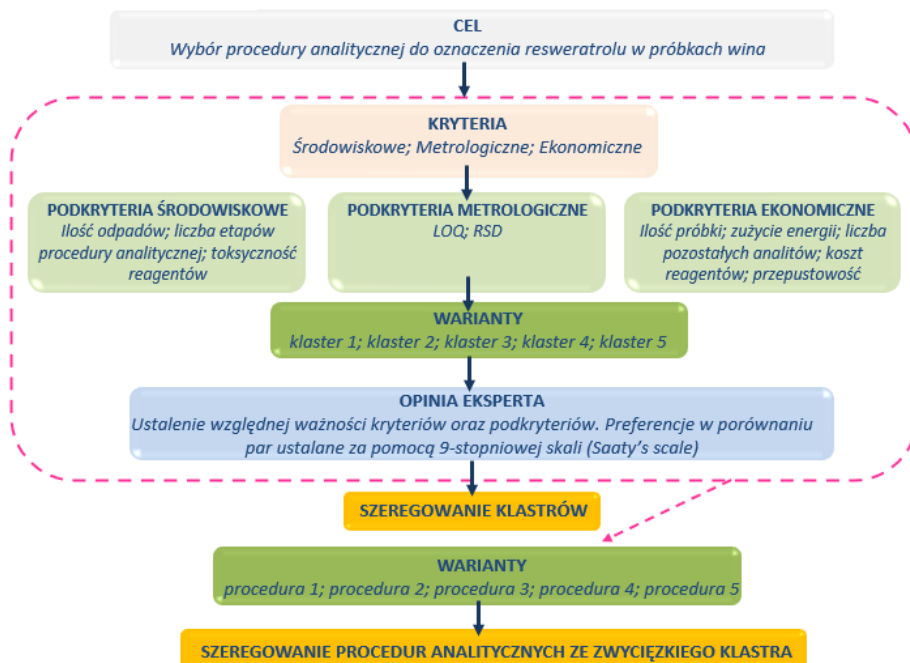 CEL
Wybór procedury analitycznej do oznaczenia resweratrolu w próbkach wina
KRYTERIA
Środowiskowe; Metrologiczne; Ekonomiczne
PODKRYTERIA ŚRODOWISKOWE
Ilość odpadów; liczba etapów
procedury analitycznej; toksyczność
reagentów
PODKRYTERIA METROLOGICZNE
LOQ; RSD
PODKRYTERIA EKONOMICZNE
Ilość próbki; zużycie energii; liczba
pozostałych analitów; koszt
reagentów; przepustowość
WARIANTY
klaster 1; klaster 2; klaster 3; klaster 4; klaster 5
OPINIA EKSPERTA
Ustalenie względnej ważności kryteriów oraz podkryteriów. Preferencje w porównaniu
par ustalane za pomocą 9-stopniowej skali (Saaty's scale)
SZEREGOWANIE KLASTRÓW
WARIANTY
procedura 1; procedura 2; procedura 3; procedura 4; procedura 5
SZEREGOWANIE PROCEDUR ANALITYCZNYCH ZE ZWYCIĘZKIEGO KLASTRA